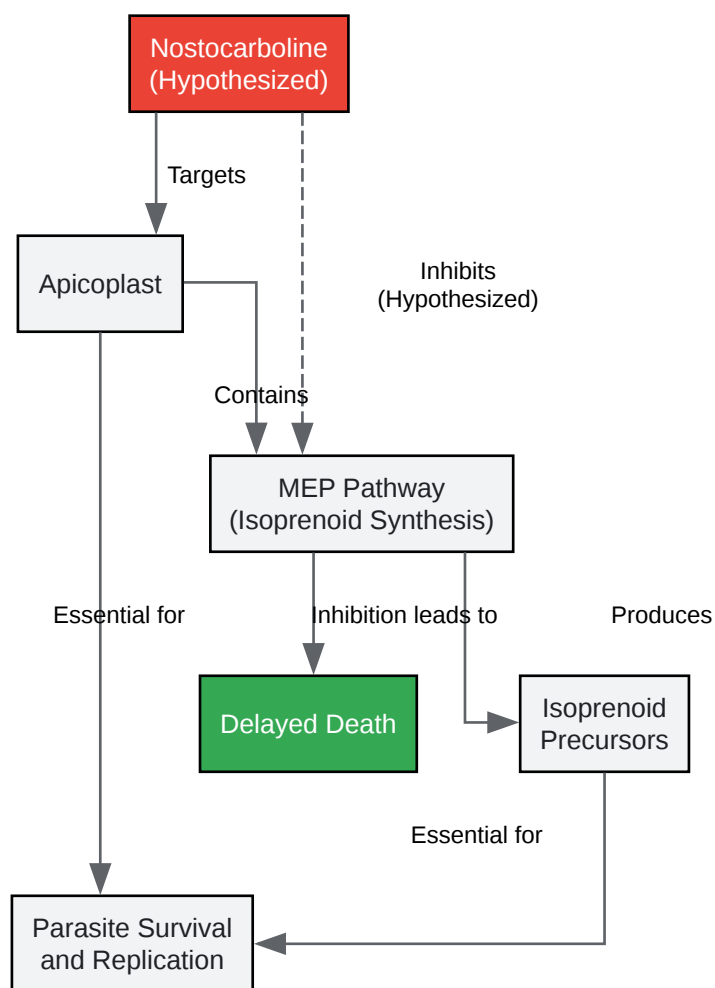 Nostocarboline
(Hypothesized)
Targets
Apicoplast
Inhibits
(Hypothesized)
Contains
MEP Pathway
(Isoprenoid Synthesis)
Essential for
Inhibition leads to
Produces
Delayed Death
Isoprenoid
Precursors
Essential for
Parasite Survival
and Replication